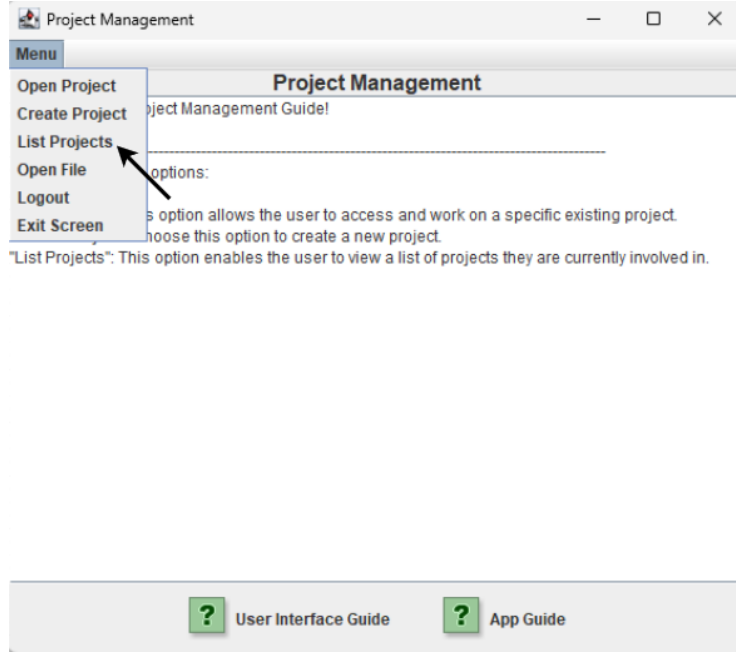 Project Management
Menu
Open Project
Create Project
List Projects
Open File
Logout
Exit Screen
Project Management
Project Management Guide!
------------------------------------------------------------------------
options:
option allows the user to access and work on a specific existing project.
choose this option to create a new project.
"List Projects": This option enables the user to view a list of projects they are currently involved in.
User Interface Guide
App Guide